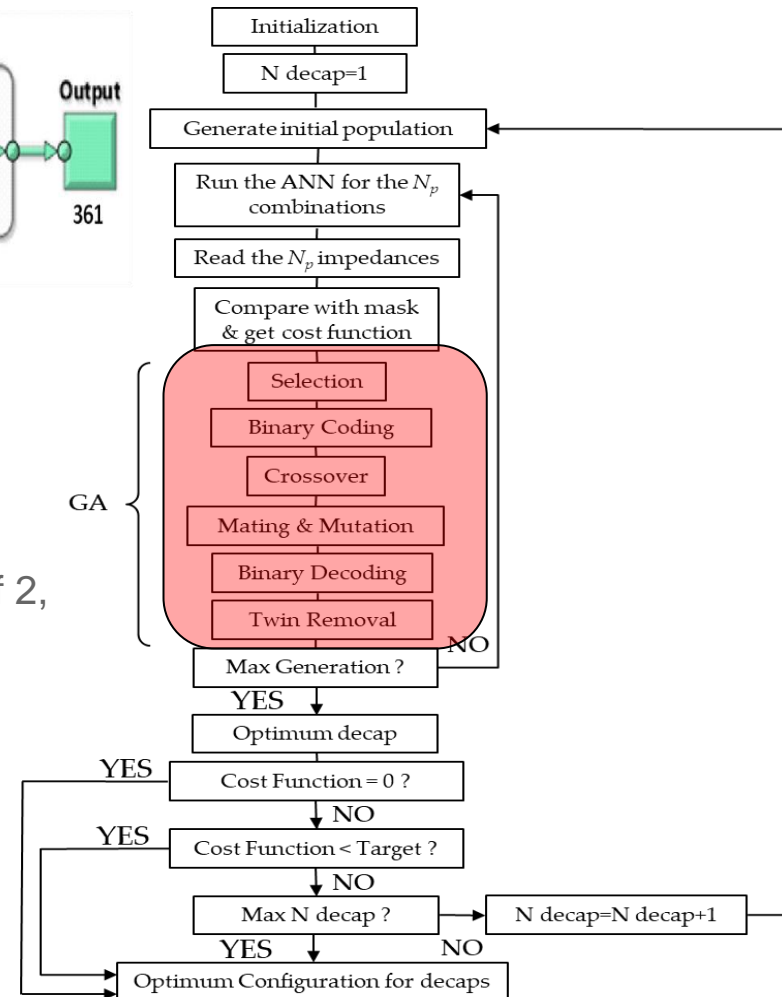 Initialization
N decap=1
Output
Generate initial population
Run the ANN for the Np
combinations
361
Read the Np impedances
Compare with mask
& get cost function
Selection
Binary Coding
Crossover
GA
Mating & Mutation
Binary Decoding
f 2,
Twin Removal
NO
Max Generation ?
YES
Optimum decap
YES
Cost Function = 0 ?
NO
YES
Cost Function < Target ?
NO
Max N decap ?
N decap=N decap+1
YES
NO
Optimum Configuration for decaps